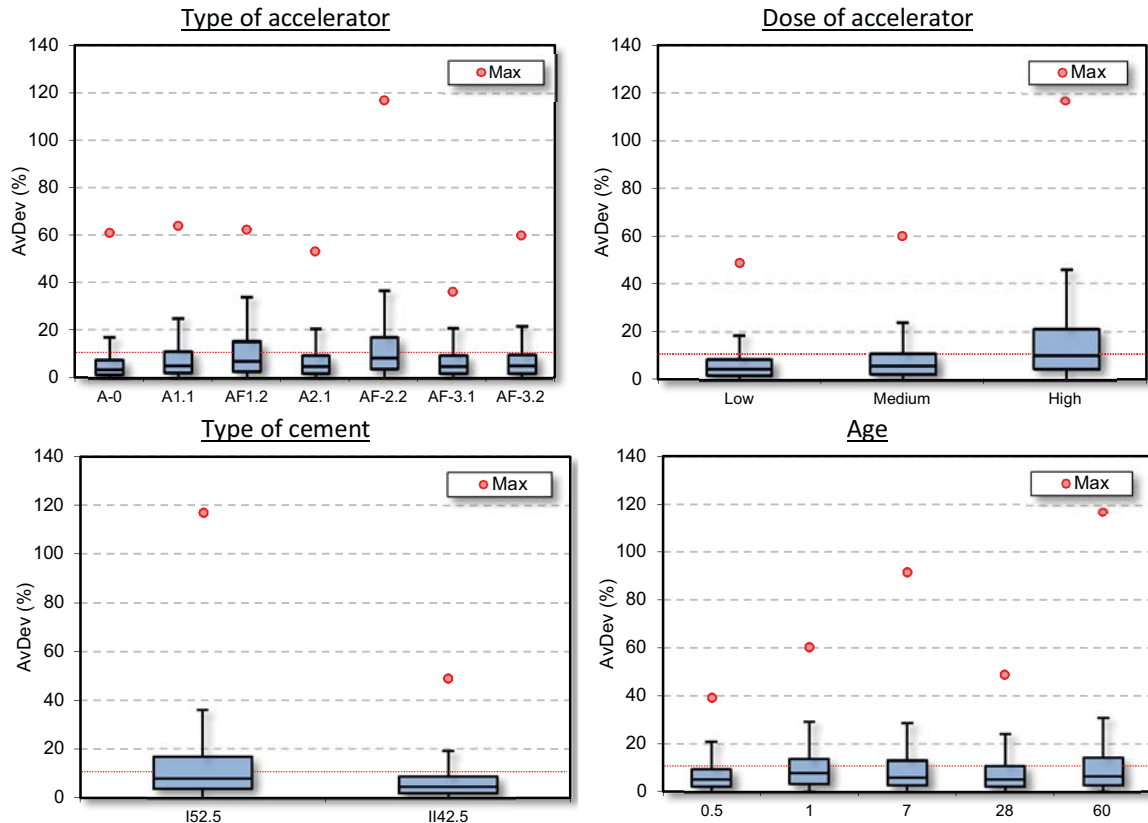 Type of accelerator
140
120
100
80
60
40
20
0
AvDev (%)
Max
A-0 A1.1 AF1.2 A2.1 AF-2.2 AF-3.1 AF-3.2
Dose of accelerator
140
120
100
80
60
40
20
0
AvDev (%)
Max
Low Medium High
Type of cement
140
120
100
80
60
40
20
0
AvDev (%)
Max
I52.5 II42.5
Age
140
120
100
80
60
40
20
0
AvDev (%)
Max
0.5 1 7 28 60